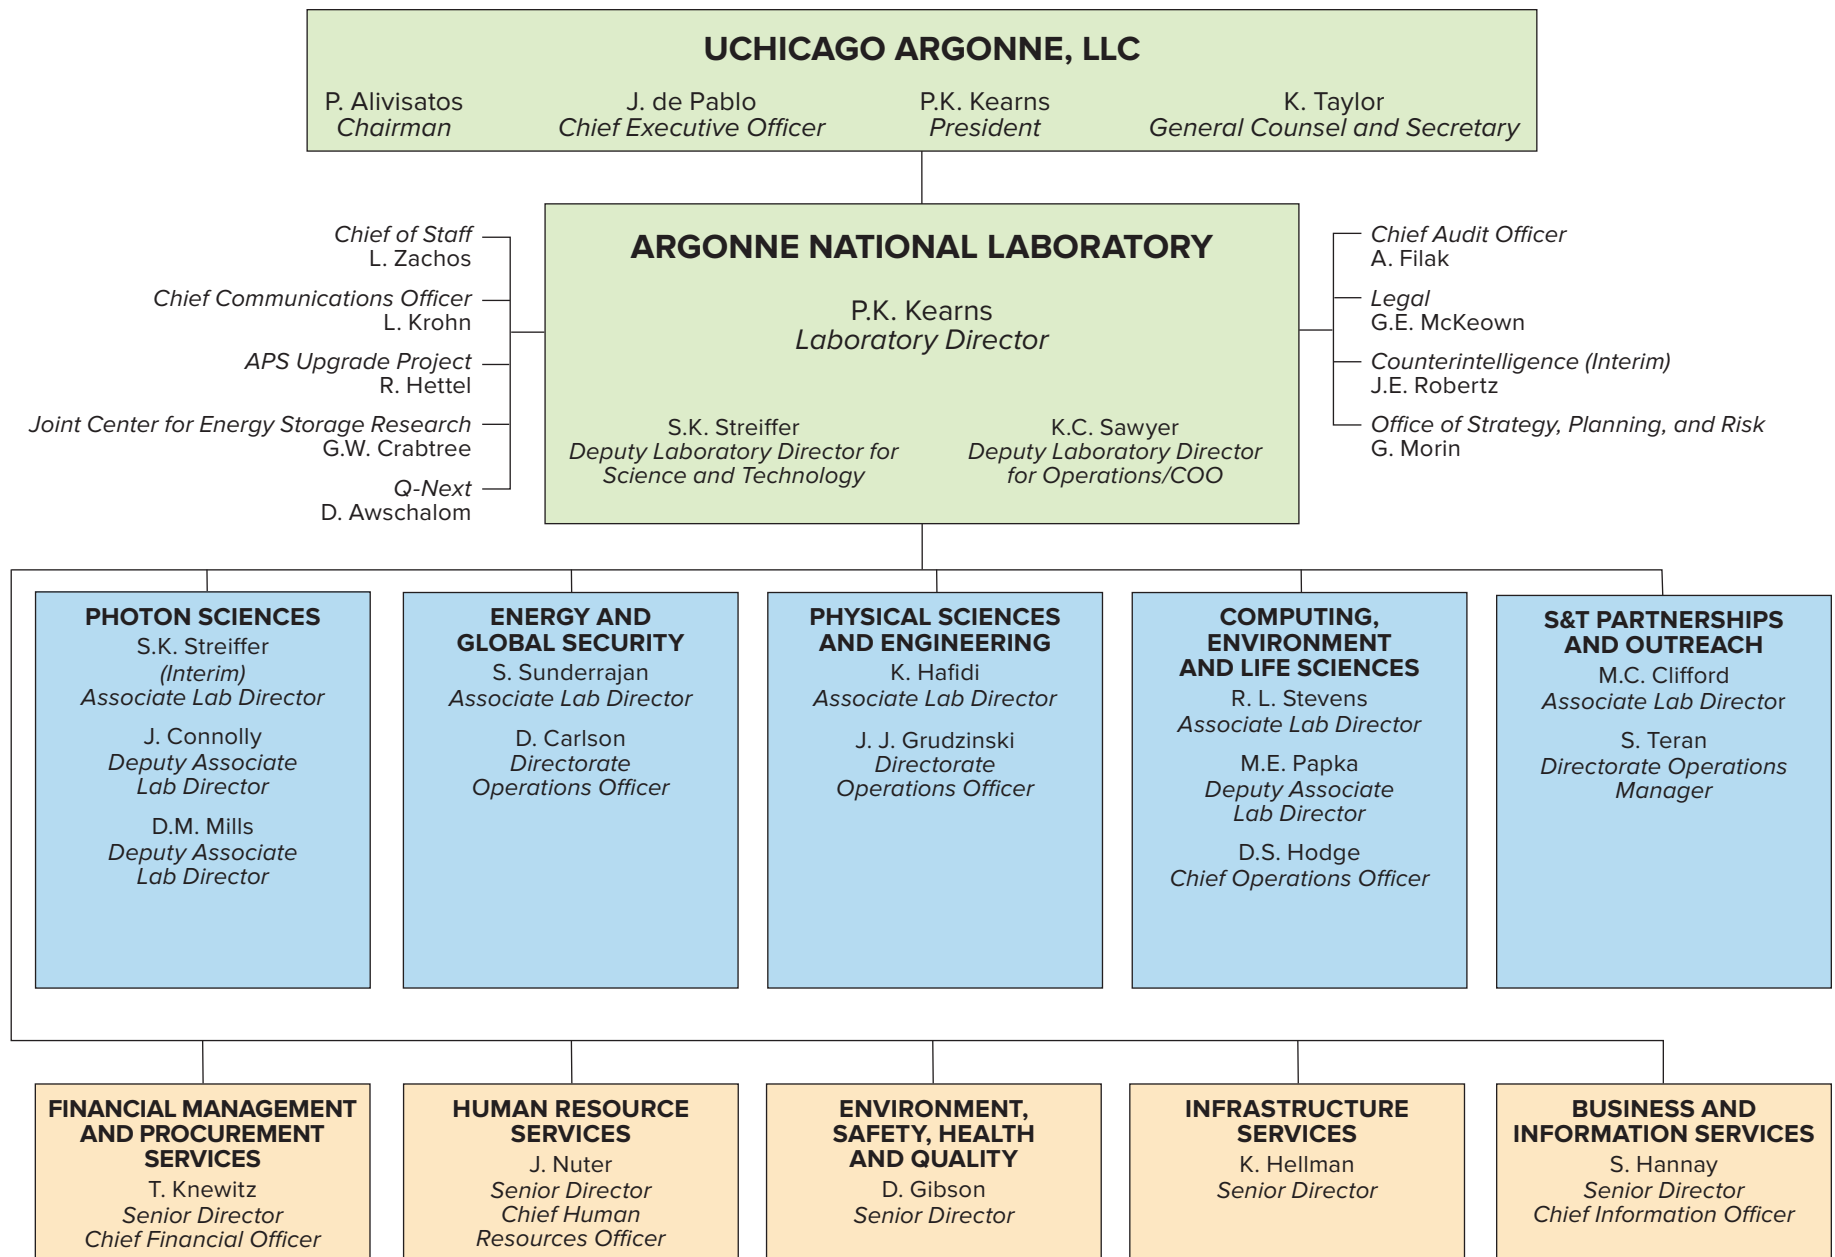 UCHICAGO ARGONNE, LLC
P. Alivisatos
Chairman
J. de Pablo
Chief Executive Officer
P.K. Kearns
President
K. Taylor
General Counsel and Secretary
Chief of Staff
L. Zachos
Chief Communications Officer
L. Krohn
APS Upgrade Project
R. Hettel
Joint Center for Energy Storage Research
G.W. Crabtree
Q-Next
D. Awschalom
ARGONNE NATIONAL LABORATORY
P.K. Kearns
Laboratory Director
S.K. Streiffer
Deputy Laboratory Director for
Science and Technology
K.C. Sawyer
Deputy Laboratory Director
for Operations/COO
Chief Audit Officer
A. Filak
Legal
G.E. McKeown
Counterintelligence (Interim)
J.E. Robertz
Office of Strategy, Planning, and Risk
G. Morin
PHOTON SCIENCES
S.K. Streiffer
(Interim)
Associate Lab Director
J. Connolly
Deputy Associate
Lab Director
D.M. Mills
Deputy Associate
Lab Director
ENERGY AND
GLOBAL SECURITY
S. Sunderrajan
Associate Lab Director
D. Carlson
Directorate
Operations Officer
PHYSICAL SCIENCES
AND ENGINEERING
K. Hafidi
Associate Lab Director
J. J. Grudzinski
Directorate
Operations Officer
COMPUTING,
ENVIRONMENT
AND LIFE SCIENCES
R. L. Stevens
Associate Lab Director
M.E. Papka
Deputy Associate
Lab Director
D.S. Hodge
Chief Operations Officer
S&T PARTNERSHIPS
AND OUTREACH
M.C. Clifford
Associate Lab Director
S. Teran
Directorate Operations
Manager
FINANCIAL MANAGEMENT
AND PROCUREMENT
SERVICES
T. Knewitz
Senior Director
Chief Financial Officer
HUMAN RESOURCE
SERVICES
J. Nuter
Senior Director
Chief Human
Resources Officer
ENVIRONMENT,
SAFETY, HEALTH
AND QUALITY
D. Gibson
Senior Director
INFRASTRUCTURE
SERVICES
K. Hellman
Senior Director
BUSINESS AND
INFORMATION SERVICES
S. Hannay
Senior Director
Chief Information Officer